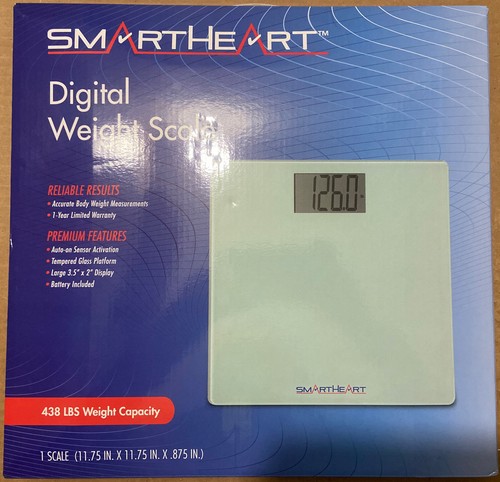 SMARTHEART™
Digital
Weight Scale
RELIABLE RESULTS
• Accurate Body Weight Measurements
• 1-Year Limited Warranty
PREMIUM FEATURES
• Auto-on Sensor Activation
• Tempered Glass Platform
• Large 3.5" x 2" Display
• Battery Included
126.0
SMARTHEART
438 LBS Weight Capacity
1 SCALE (11.75 IN. X 11.75 IN. X .875 IN.)